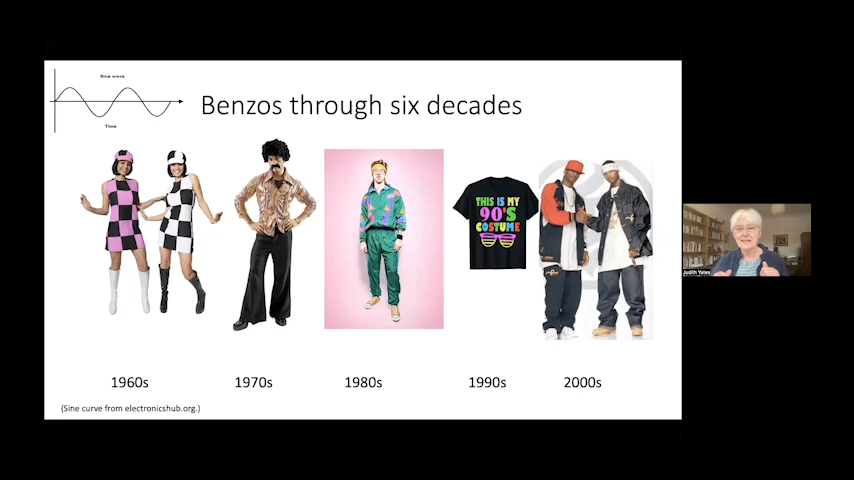 Sine wave
Time
Benzos through six decades
THIS IS MY
90'S
COSTUME
1960s
1970s
1980s
1990s
2000s
(Sine curve from electronicshub.org.)
Judith Yates